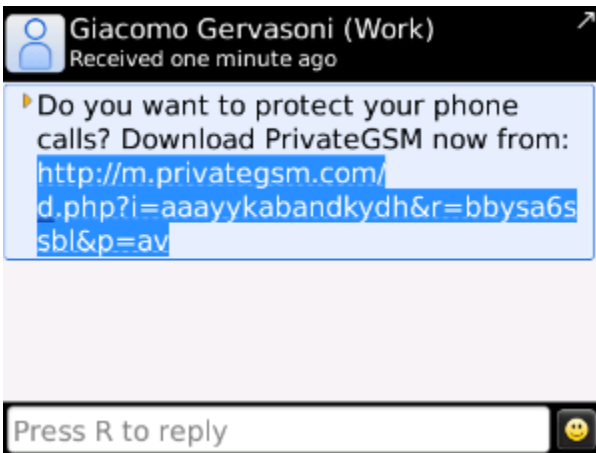 Giacomo Gervasoni (Work)
Received one minute ago
Do you want to protect your phone
calls? Download PrivateGSM now from:
http://m.privategsm.com/
d.php?i=aaayykabandkydh&r=bbysa6s
sbl&p=av
Press R to reply